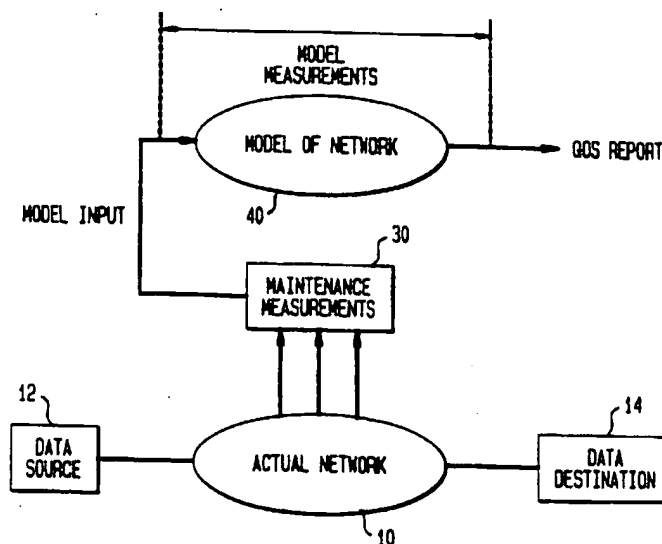 MODEL
MEASUREMENTS
MODEL OF NETWORK
QOS REPORT
40
MODEL INPUT
30
MAINTENANCE
MEASUREMENTS
12
DATA
SOURCE
ACTUAL NETWORK
10
14
DATA
DESTINATION